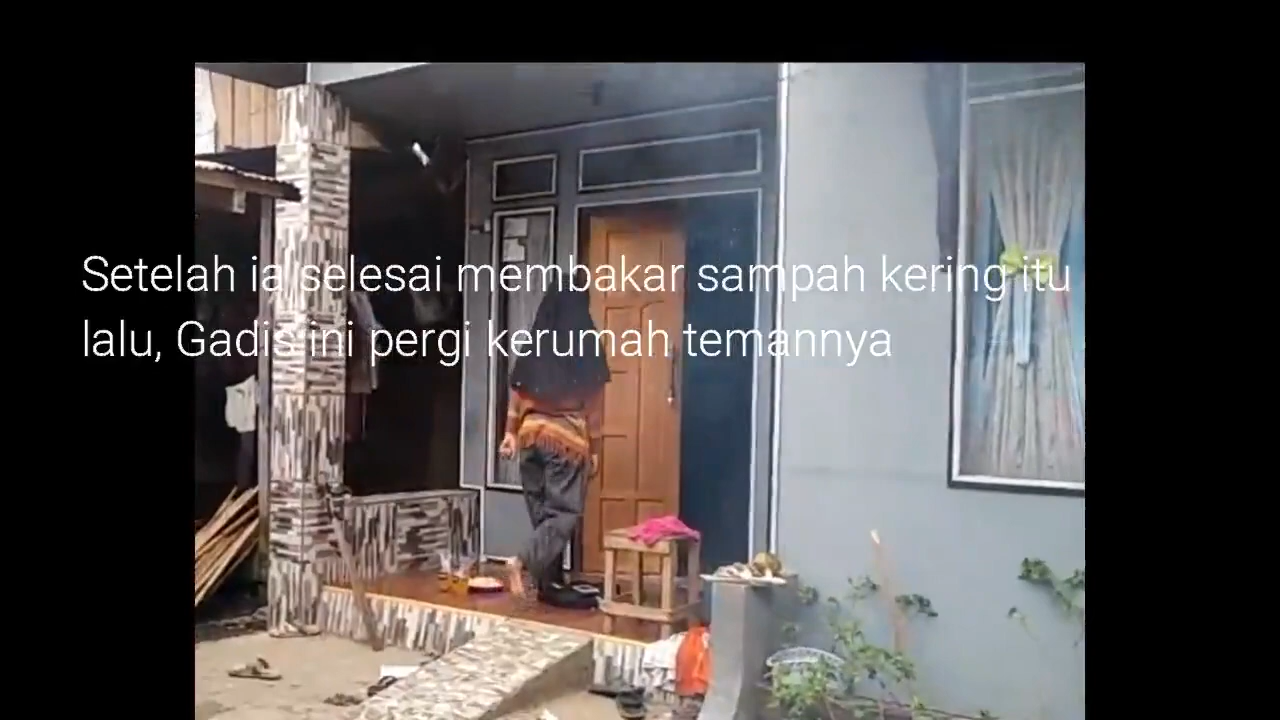 Setelah ia selesai membakar sampah kering itu
lalu, Gadis ini pergi kerumah temannya